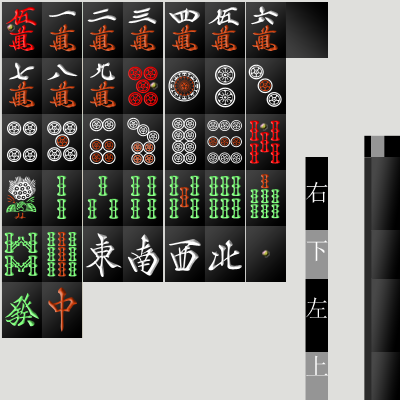 伍 一 二 三 四 伍 六
萬 萬 萬 萬 萬 萬 萬
七 八 九
萬 萬 萬
東 南 西 北
發 中
右
下
左
上